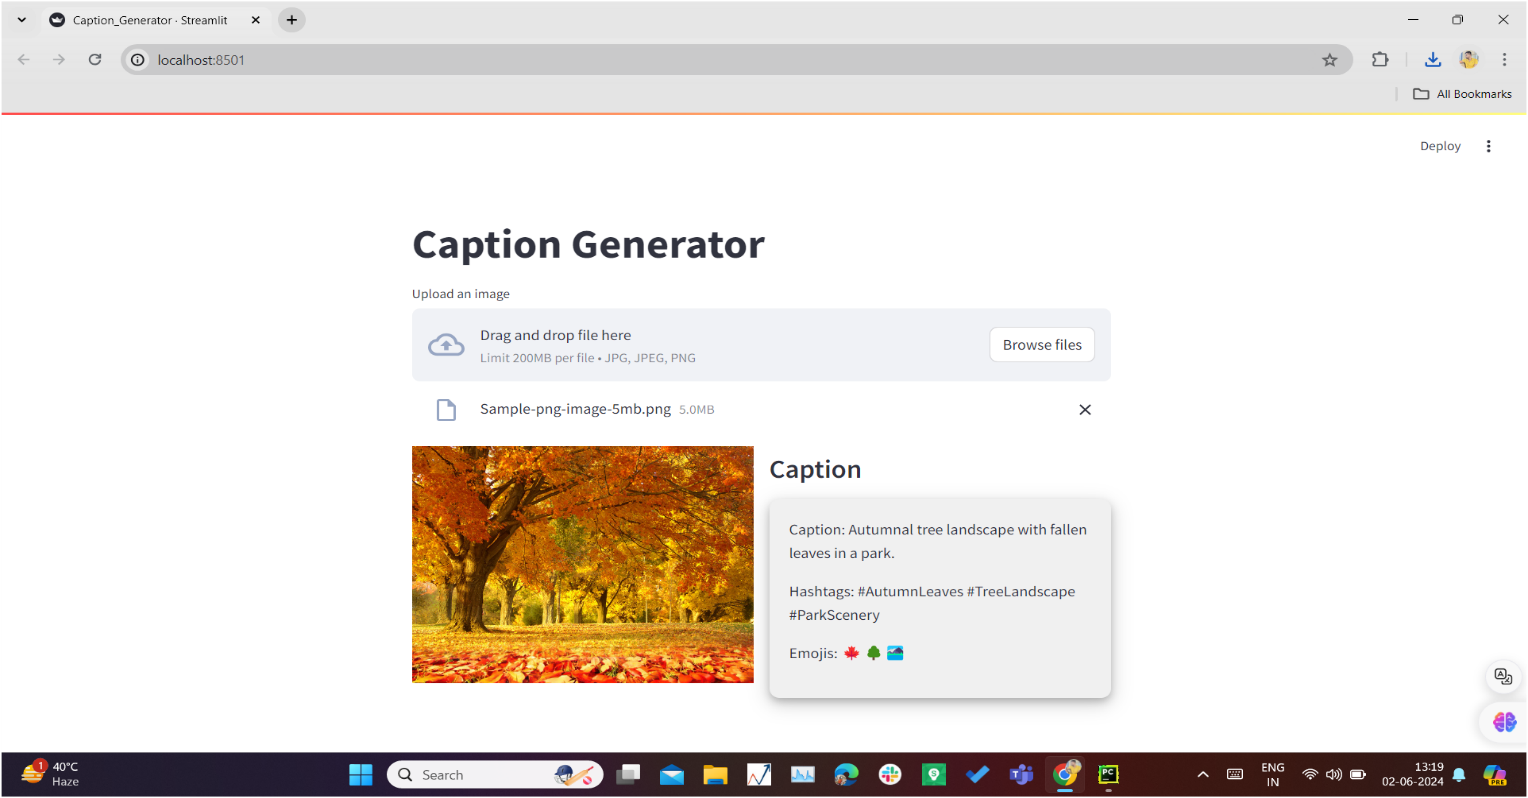 Caption_Generator · Streamlit
localhost:8501
All Bookmarks
Deploy
Caption Generator
Upload an image
Drag and drop file here
Limit 200MB per file • JPG, JPEG, PNG
Browse files
Sample-png-image-5mb.png 5.0MB
Caption
Caption: Autumnal tree landscape with fallen
leaves in a park.
Hashtags: #AutumnLeaves #TreeLandscape
#ParkScenery
Emojis: 🍁 🌳 🏞️
1
40°C
Haze
Search
S
T
PC
ENG
IN
13:19
02-06-2024
PRE